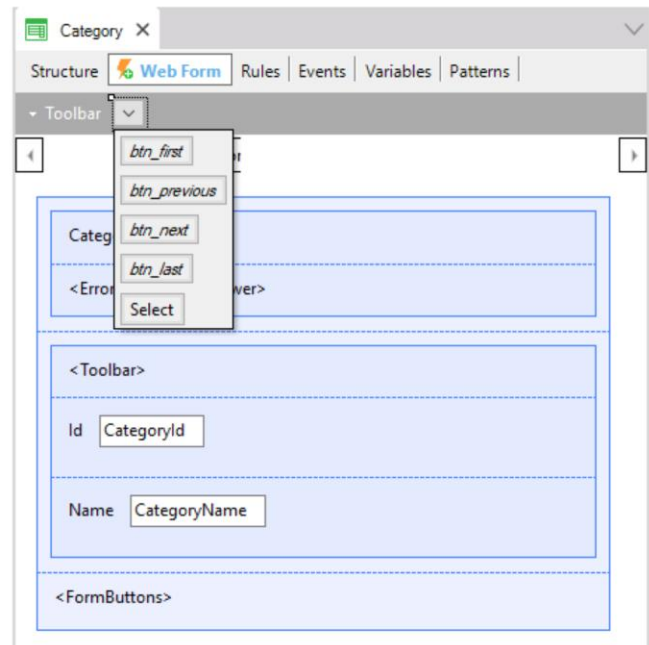 Category
Structure Web Form Rules Events Variables Patterns
Toolbar
btn_first
btn_previous
btn_next
btn_last
Select
<Toolbar>
Id CategoryId
Name CategoryName
<FormButtons>